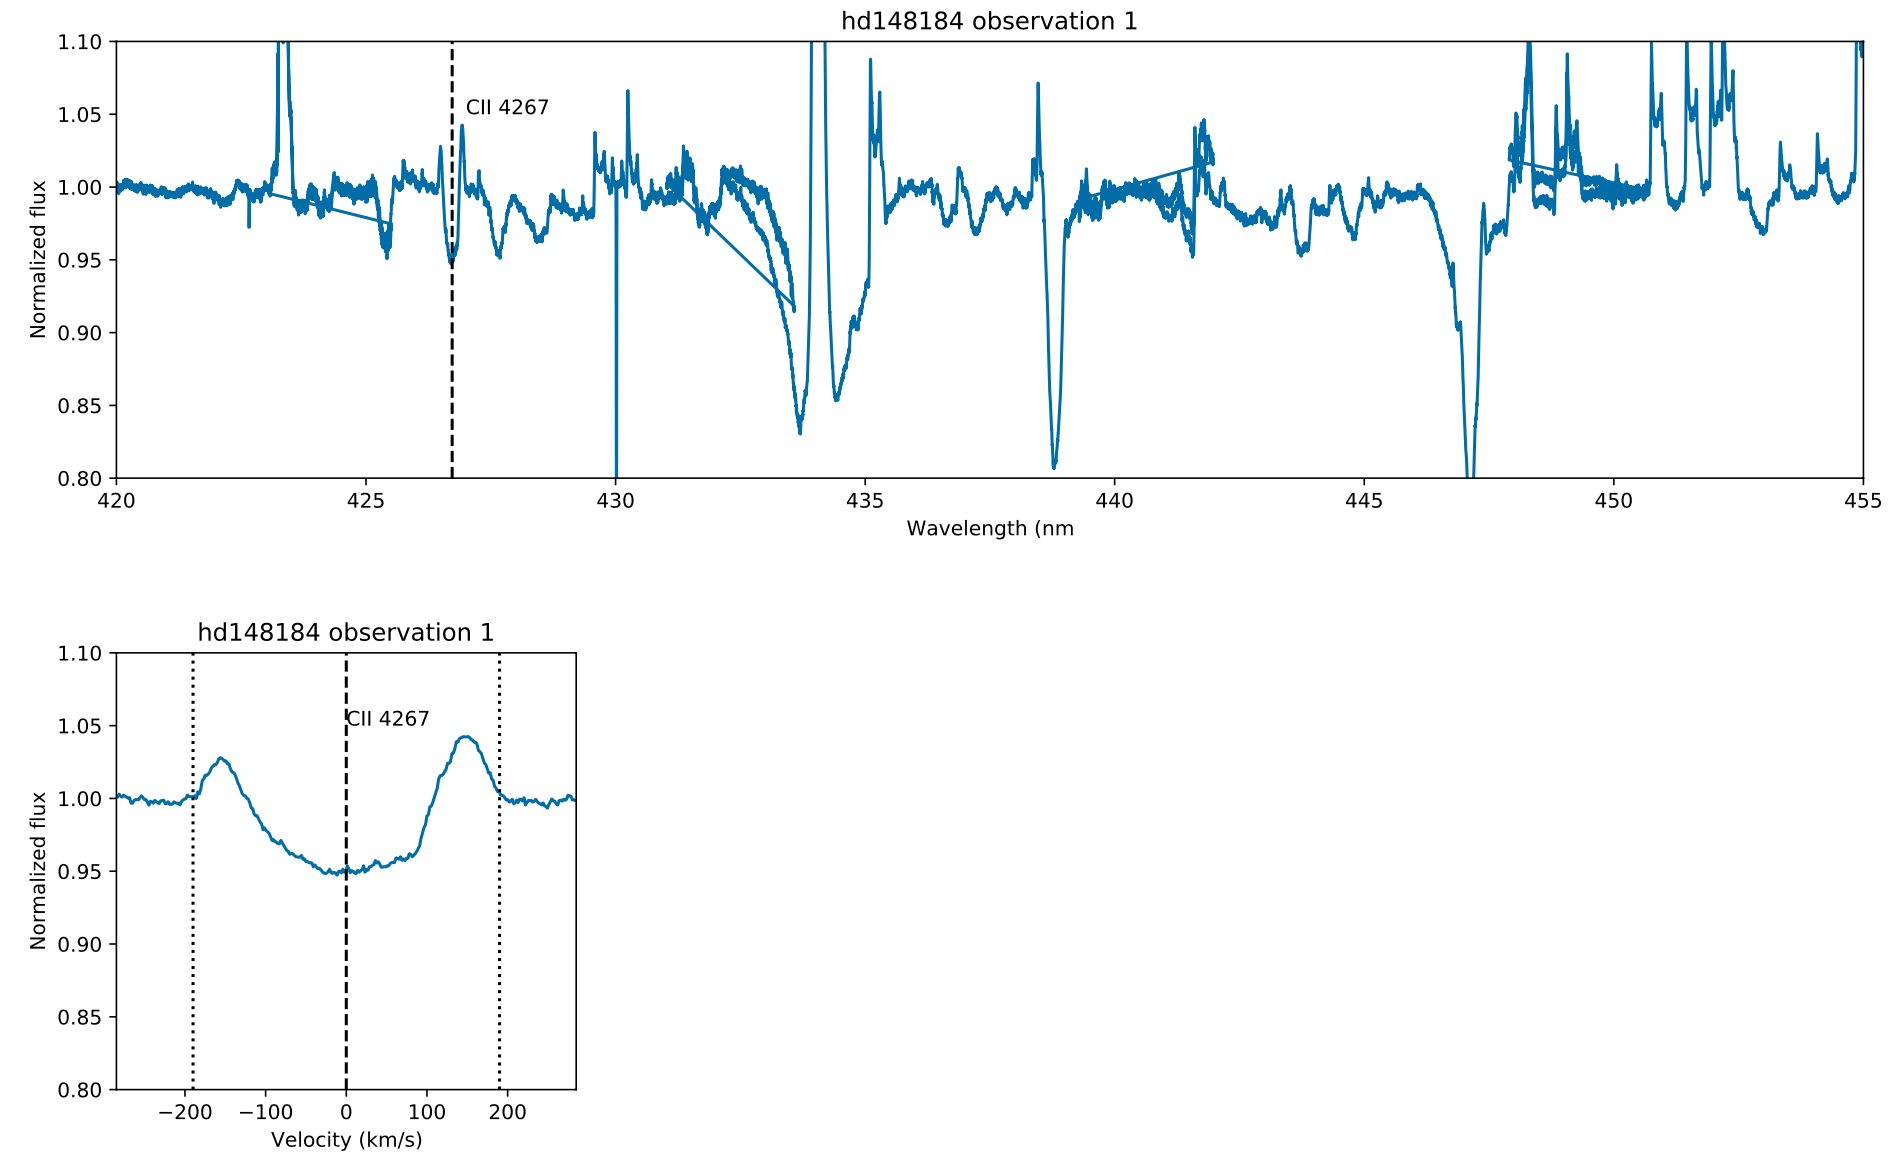 hd148184 observation 1
1.10
1.05
1.00
0.95
0.90
0.85
0.80
Normalized flux
CII 4267
420 425 430 435 440 445 450 455
Wavelength (nm
hd148184 observation 1
1.10
1.05
1.00
0.95
0.90
0.85
0.80
Normalized flux
CII 4267
−200 −100 0 100 200
Velocity (km/s)